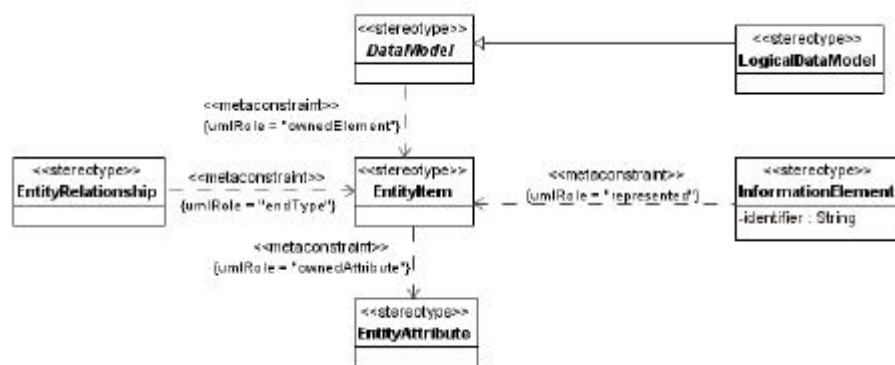 <<stereotype>>
DataModel
<<stereotype>>
LogicalDataModel
<<metaconstraint>>
{umlRole = "ownedElement"}
<<stereotype>>
EntityRelationship
<<metaconstraint>>
{umlRole = "endType"}
<<stereotype>>
EntityItem
<<metaconstraint>>
{umlRole = "represented"}
<<stereotype>>
InformationElement
-identifier : String
<<metaconstraint>>
{umlRole = "ownedAttribute"}
<<stereotype>>
EntityAttribute